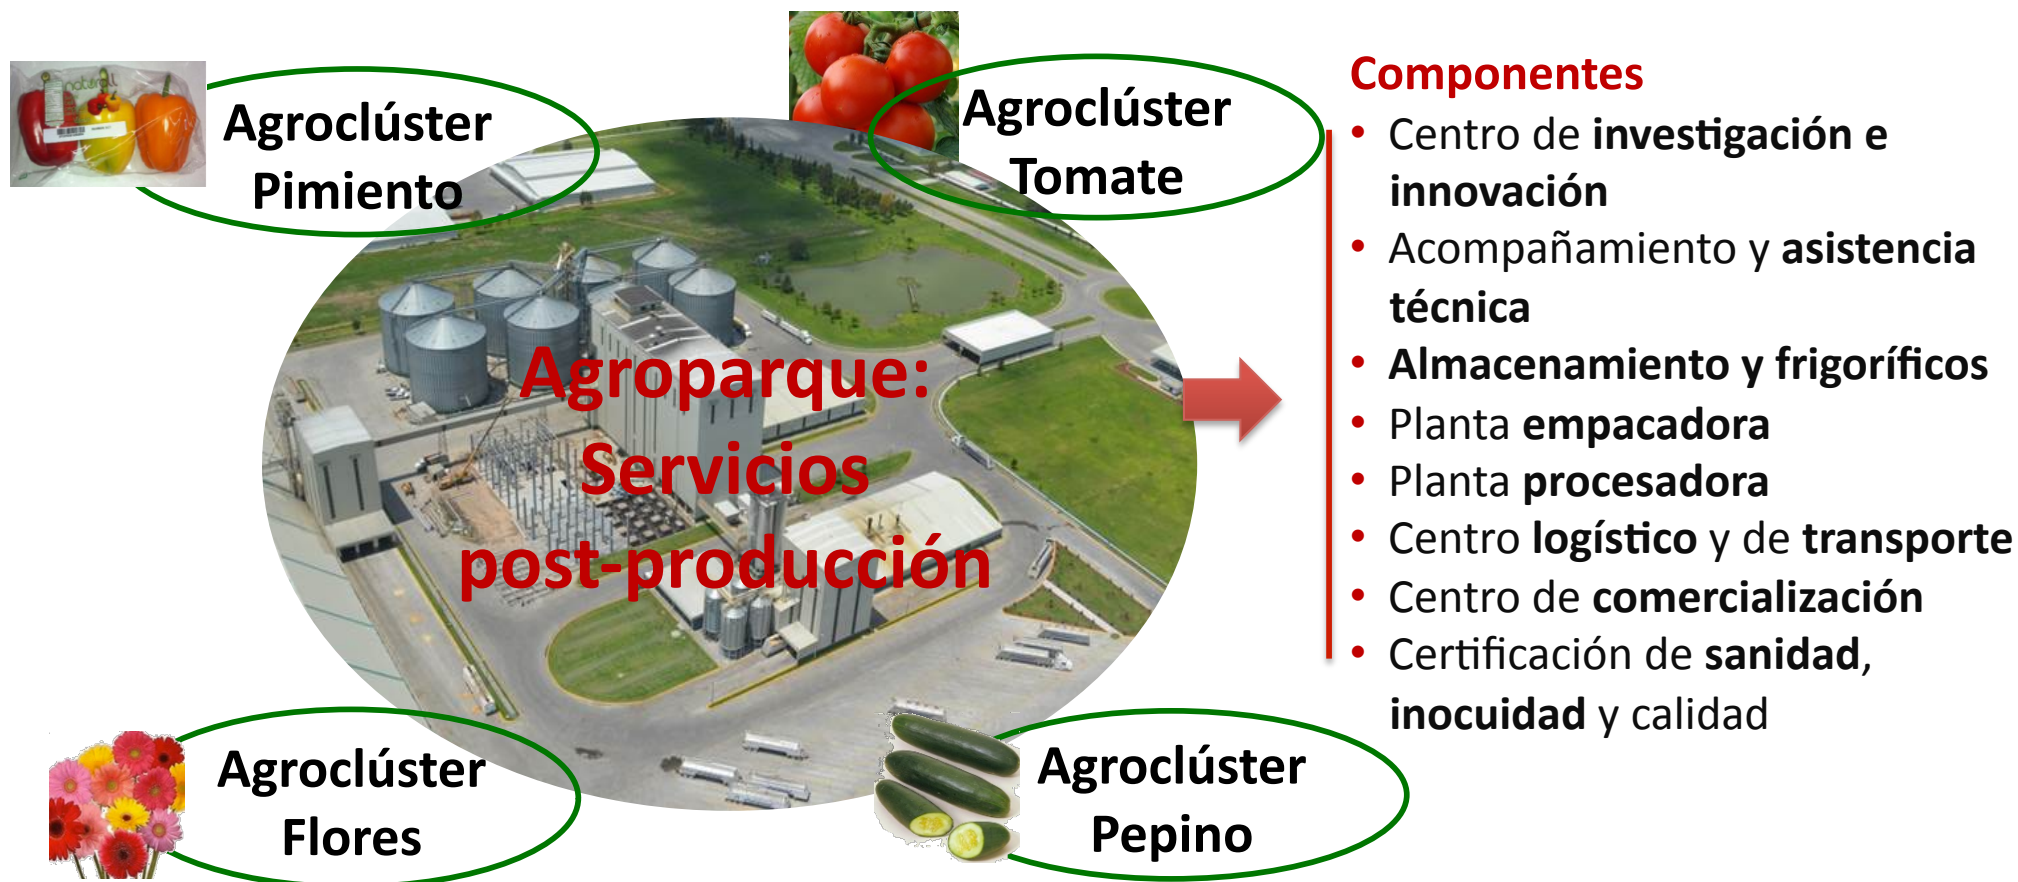 Agroclúster
Pimiento
Agroclúster
Tomate
Agroparque:
Servicios
post-producción
Agroclúster
Flores
Agroclúster
Pepino
Componentes
• Centro de investigación e
innovación
• Acompañamiento y asistencia
técnica
• Almacenamiento y frigoríficos
• Planta empacadora
• Planta procesadora
• Centro logístico y de transporte
• Centro de comercialización
• Certificación de sanidad,
inocuidad y calidad